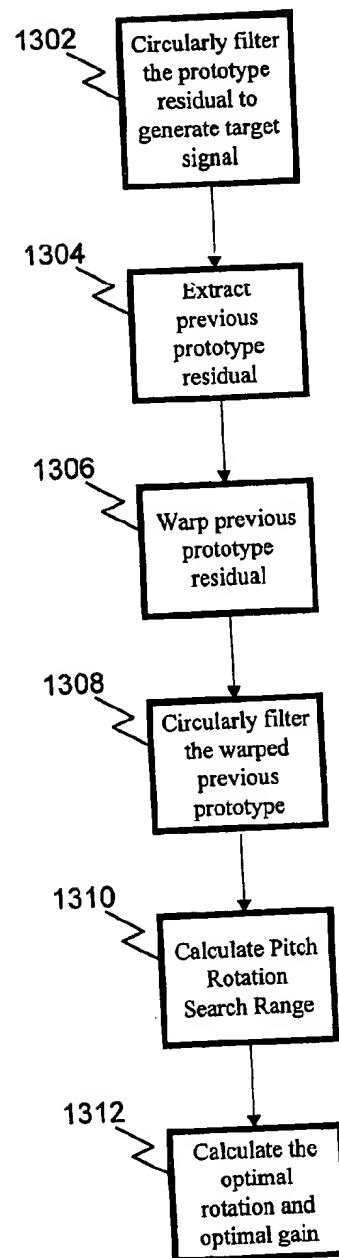 1302
Circularly filter
the prototype
residual to
generate target
signal
1304
Extract
previous
prototype
residual
1306
Warp previous
prototype
residual
1308
Circularly filter
the warped
previous
prototype
1310
Calculate Pitch
Rotation
Search Range
1312
Calculate the
optimal
rotation and
optimal gain